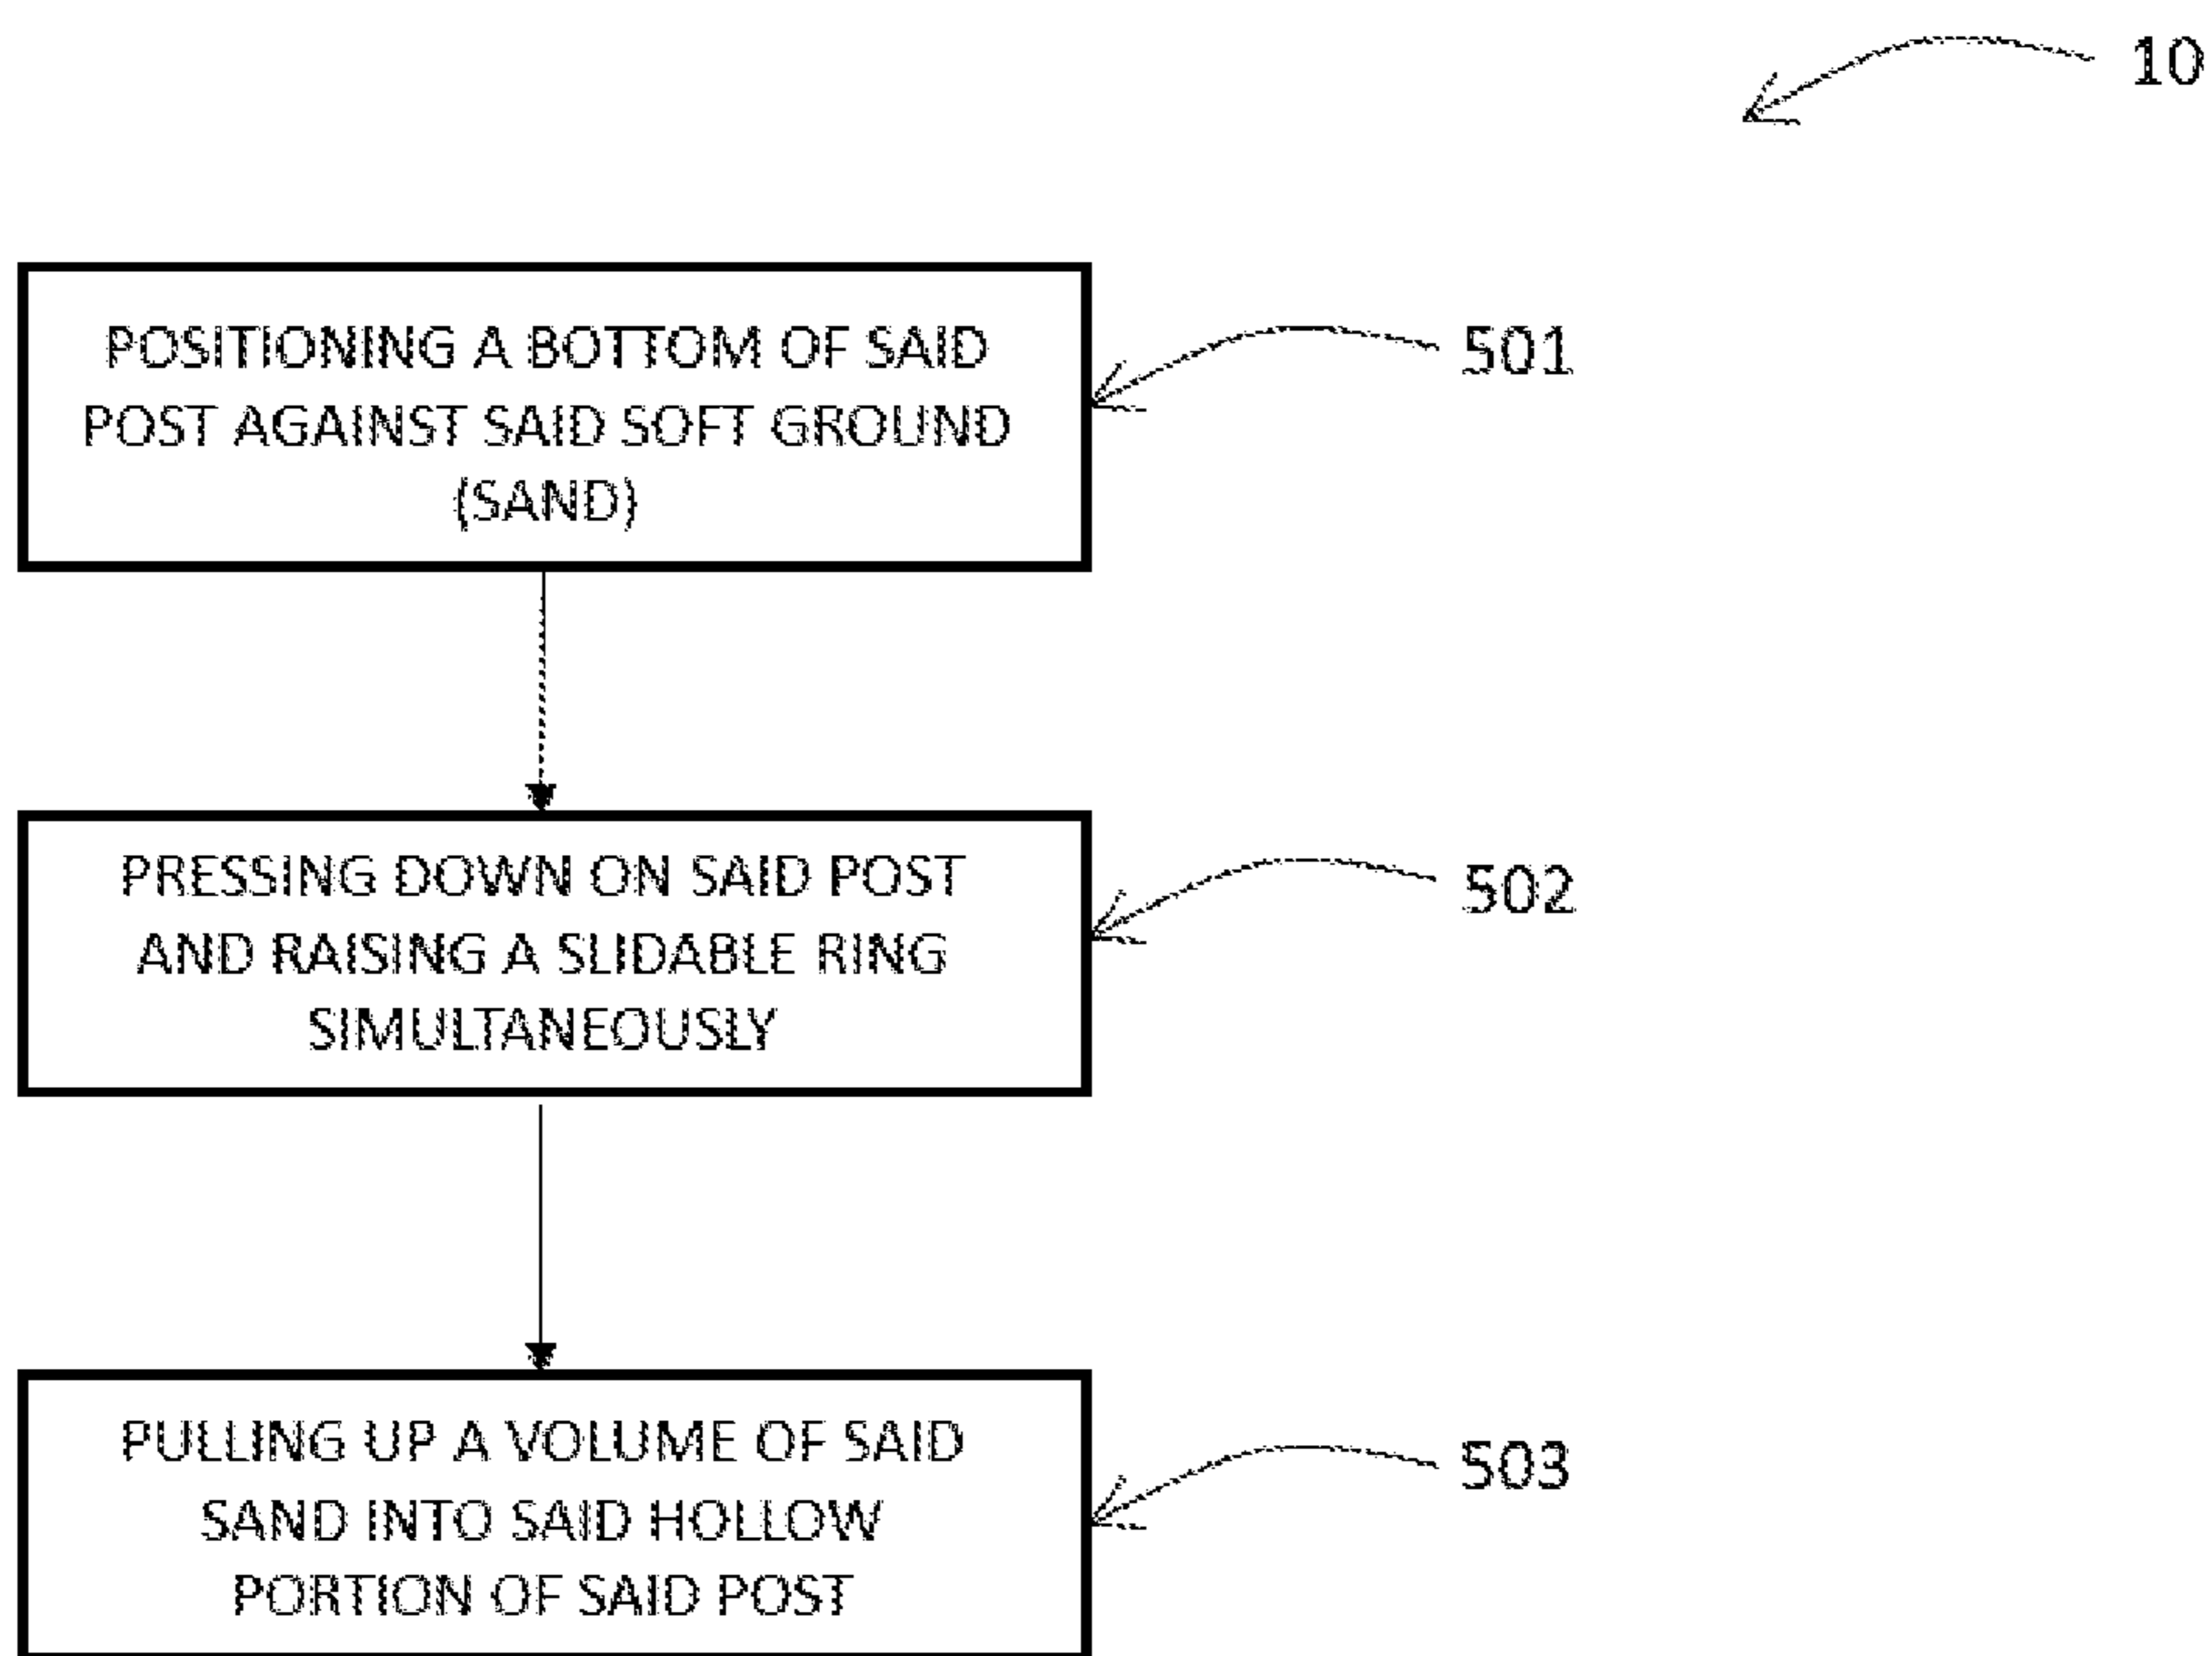 10
POSITIONING A BOTTOM OF SAID
POST AGAINST SAID SOFT GROUND
(SAND)
501
PRESSING DOWN ON SAID POST
AND RAISING A SLIDABLE RING
SIMULTANEOUSLY
502
PULLING UP A VOLUME OF SAID
SAND INTO SAID HOLLOW
PORTION OF SAID POST
503